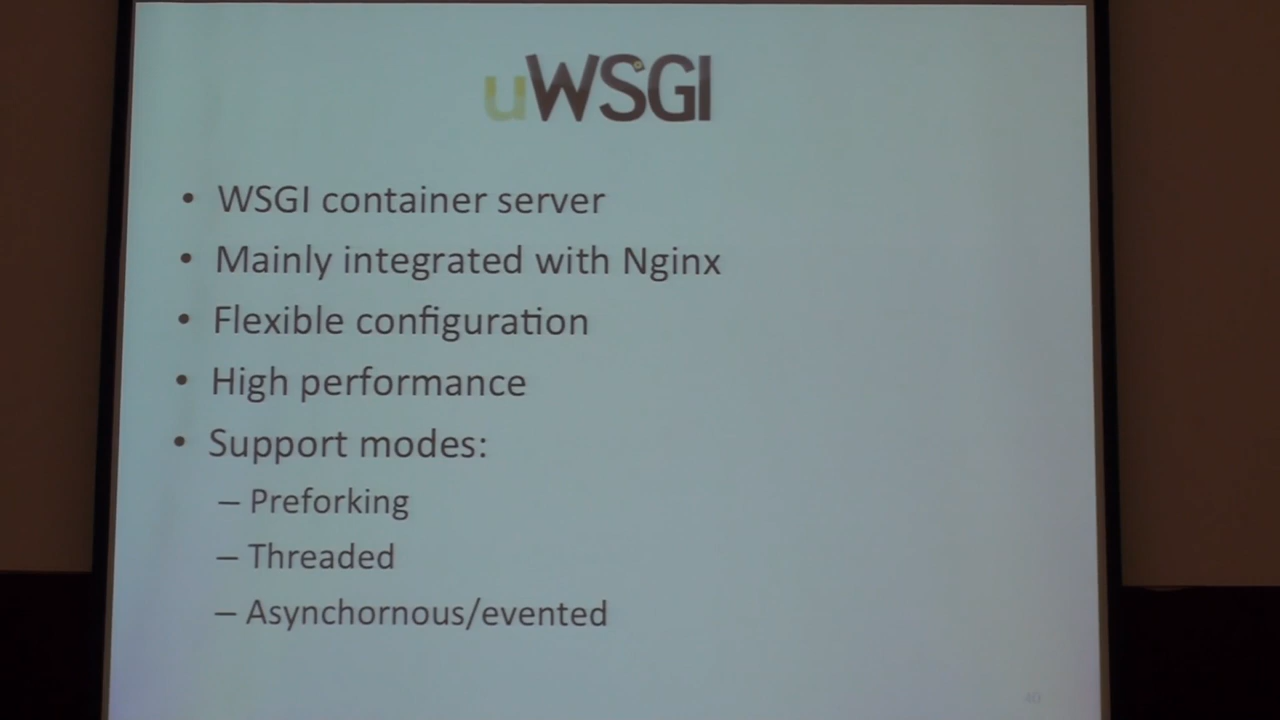 uWSGI
• WSGI container server
• Mainly integrated with Nginx
• Flexible configuration
• High performance
• Support modes:
– Preforking
– Threaded
– Asynchornous/evented